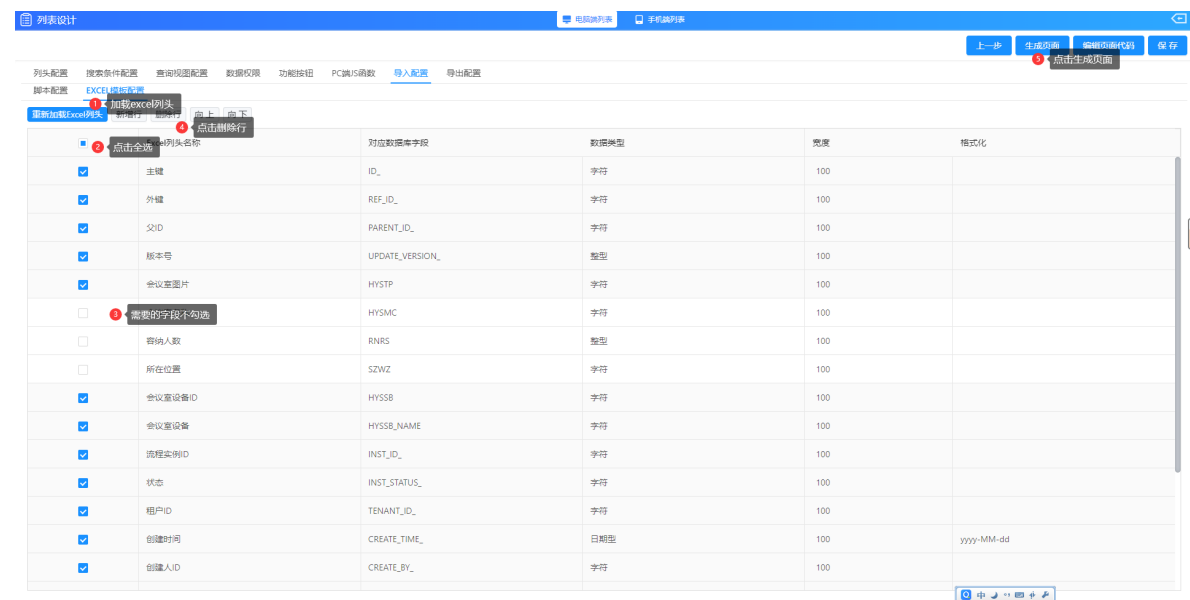 列表设计 电脑端列表 手机端列表
上一步 生成页面 编辑页面代码 保 存
5 点击生成页面
列头配置 搜索条件配置 查询视图配置 数据权限 功能按钮 PC端JS函数 导入配置 导出配置
脚本配置 EXCEL模板配置
1 加载excel列头
重新加载Excel列头 新增行 删除行 向上 向下
4 点击删除行
Excel列头名称 对应数据库字段 数据类型 宽度 格式化
2 点击全选
主键 ID_ 字符 100
外键 REF_ID_ 字符 100
父ID PARENT_ID_ 字符 100
版本号 UPDATE_VERSION_ 整型 100
会议室图片 HYSTP 字符 100
3 需要的字段不勾选 HYSMC 字符 100
容纳人数 RNRS 整型 100
所在位置 SZWZ 字符 100
会议室设备ID HYSSB 字符 100
会议室设备 HYSSB_NAME 字符 100
流程实例ID INST_ID_ 字符 100
状态 INST_STATUS_ 字符 100
租户ID TENANT_ID_ 字符 100
创建时间 CREATE_TIME_ 日期型 100 yyyy-MM-dd
创建人ID CREATE_BY_ 字符 100
中